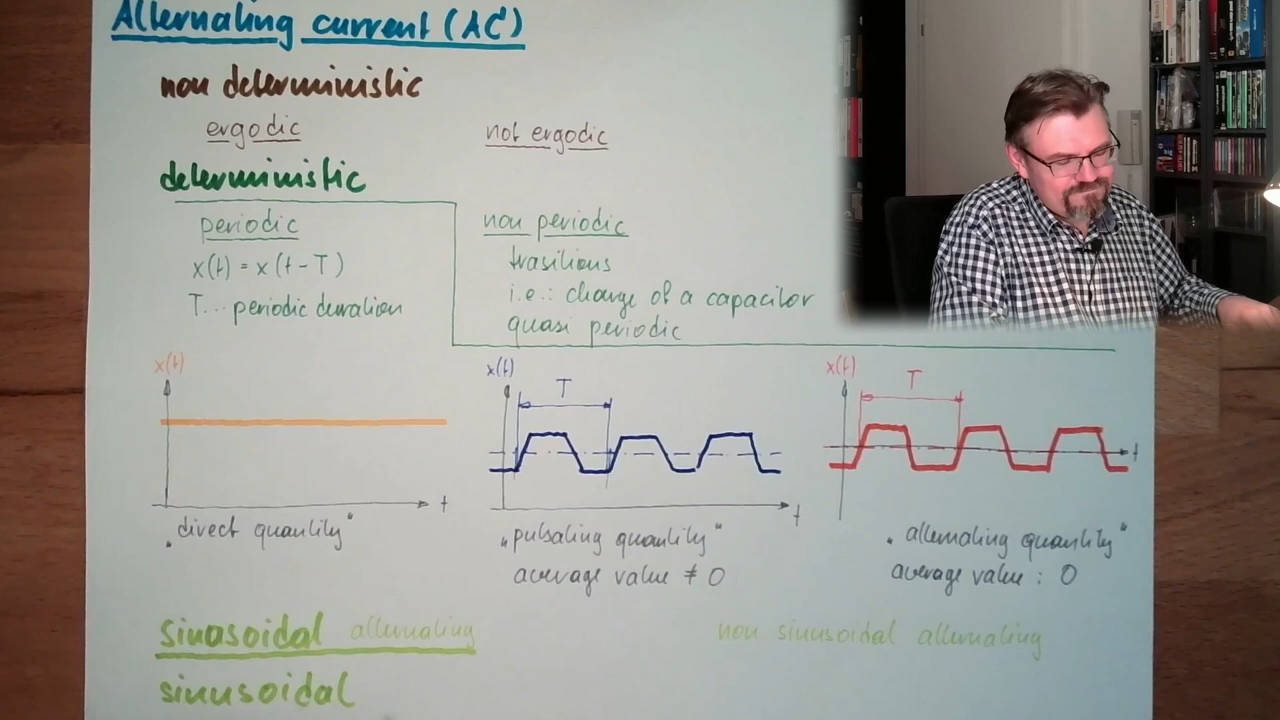 Alternating current (AC)
non deterministic
ergodic
not ergodic
deterministic
periodic
x(t) = x(t-T)
T... periodic duration
non periodic
trasitions
i.e.: charge of a capacitor
quasi periodic
x(t)
t
"direct quantity"
x(t)
T
t
"pulsating quantity"
average value ≠ 0
x(t)
T
t
"alternating quantity"
average value : 0
sinusoidal alternating
non sinusoidal alternating
sinusoidal